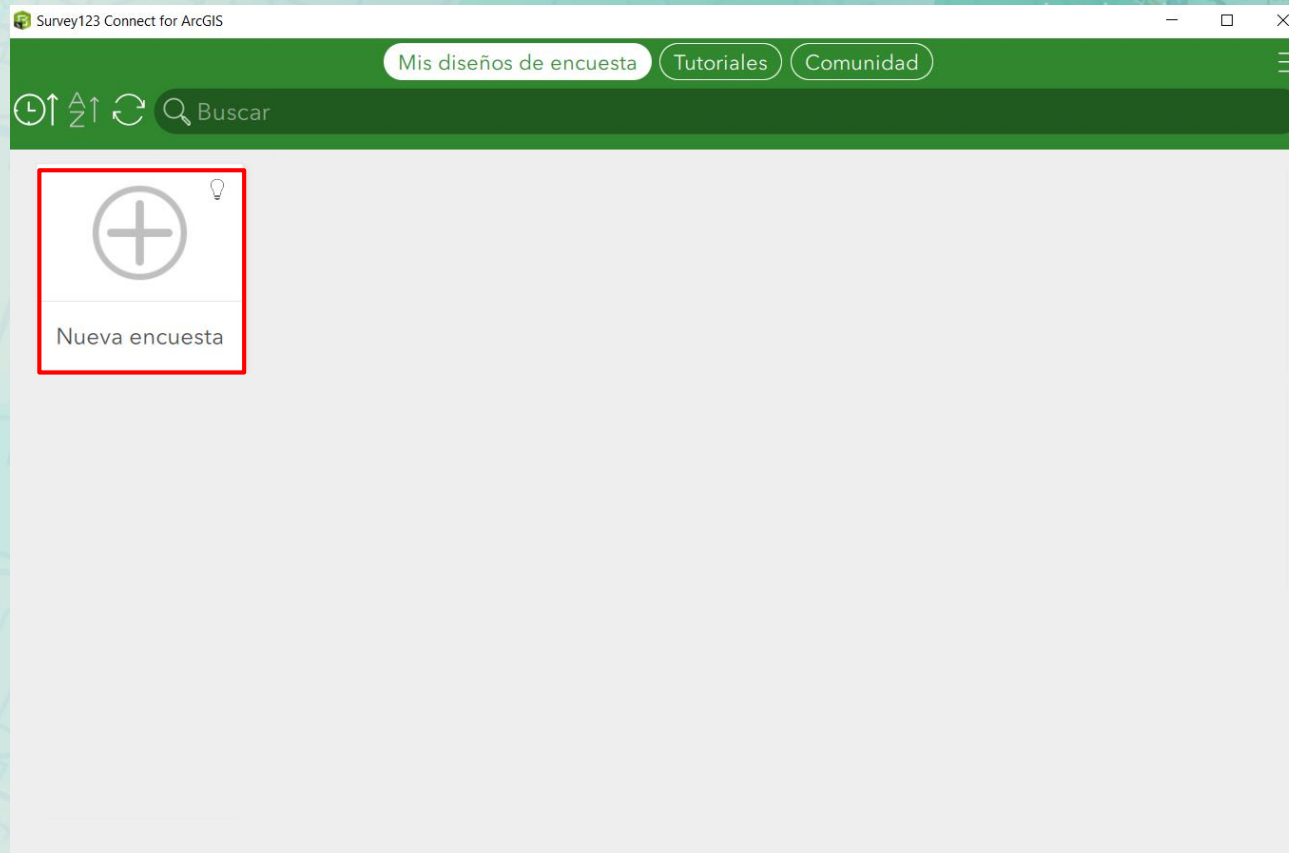 Survey123 Connect for ArcGIS
Mis diseños de encuesta Tutoriales Comunidad
Buscar
Nueva encuesta